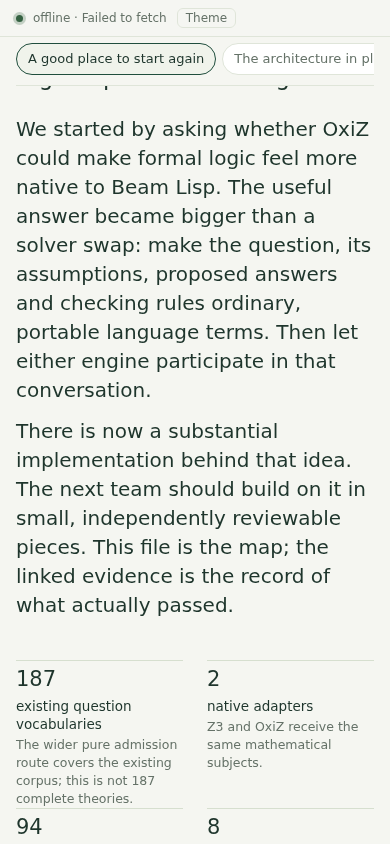 offline · Failed to fetch
Theme
A good place to start again
The architecture in pl
We started by asking whether OxiZ
could make formal logic feel more
native to Beam Lisp. The useful
answer became bigger than a
solver swap: make the question, its
assumptions, proposed answers
and checking rules ordinary,
portable language terms. Then let
either engine participate in that
conversation.
There is now a substantial
implementation behind that idea.
The next team should build on it in
small, independently reviewable
pieces. This file is the map; the
linked evidence is the record of
what actually passed.
187
existing question
vocabularies
The wider pure admission
route covers the existing
corpus; this is not 187
complete theories.
2
native adapters
Z3 and OxiZ receive the
same mathematical
subjects.
94
8